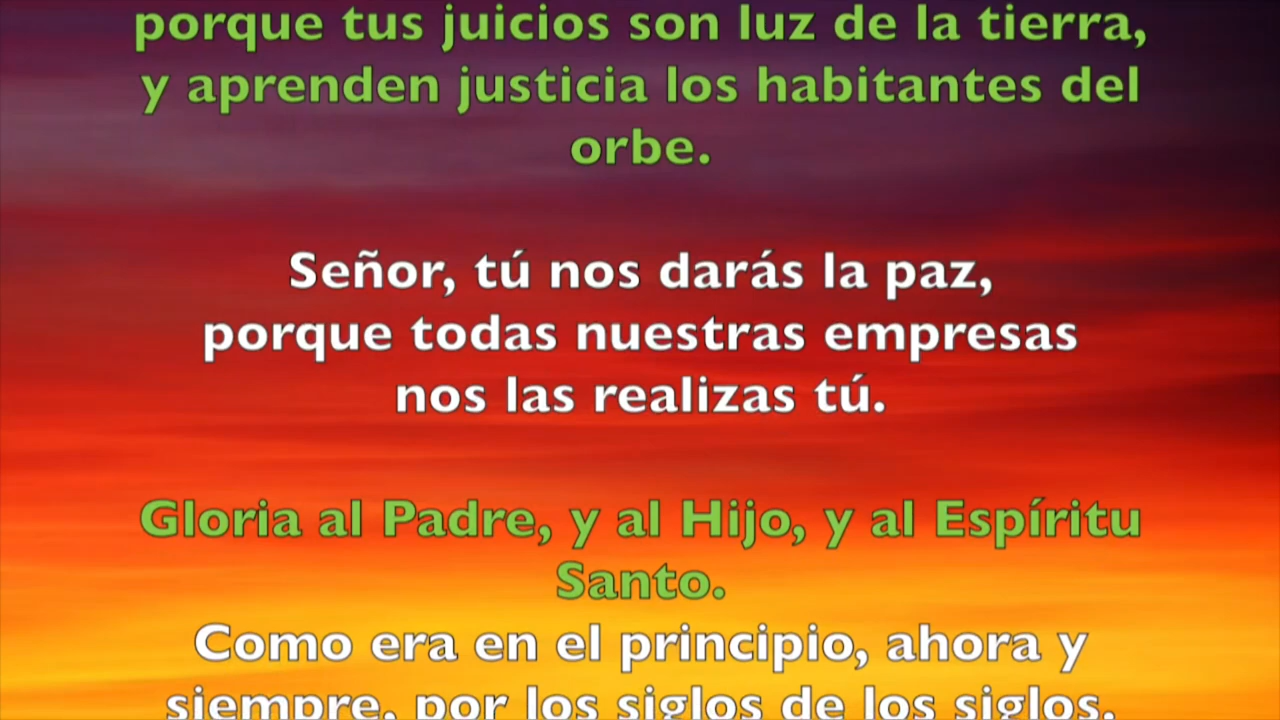 porque tus juicios son luz de la tierra,
y aprenden justicia los habitantes del
orbe.
Señor, tú nos darás la paz,
porque todas nuestras empresas
nos las realizas tú.
Gloria al Padre, y al Hijo, y al Espíritu
Santo.
Como era en el principio, ahora y
siempre, por los siglos de los siglos.